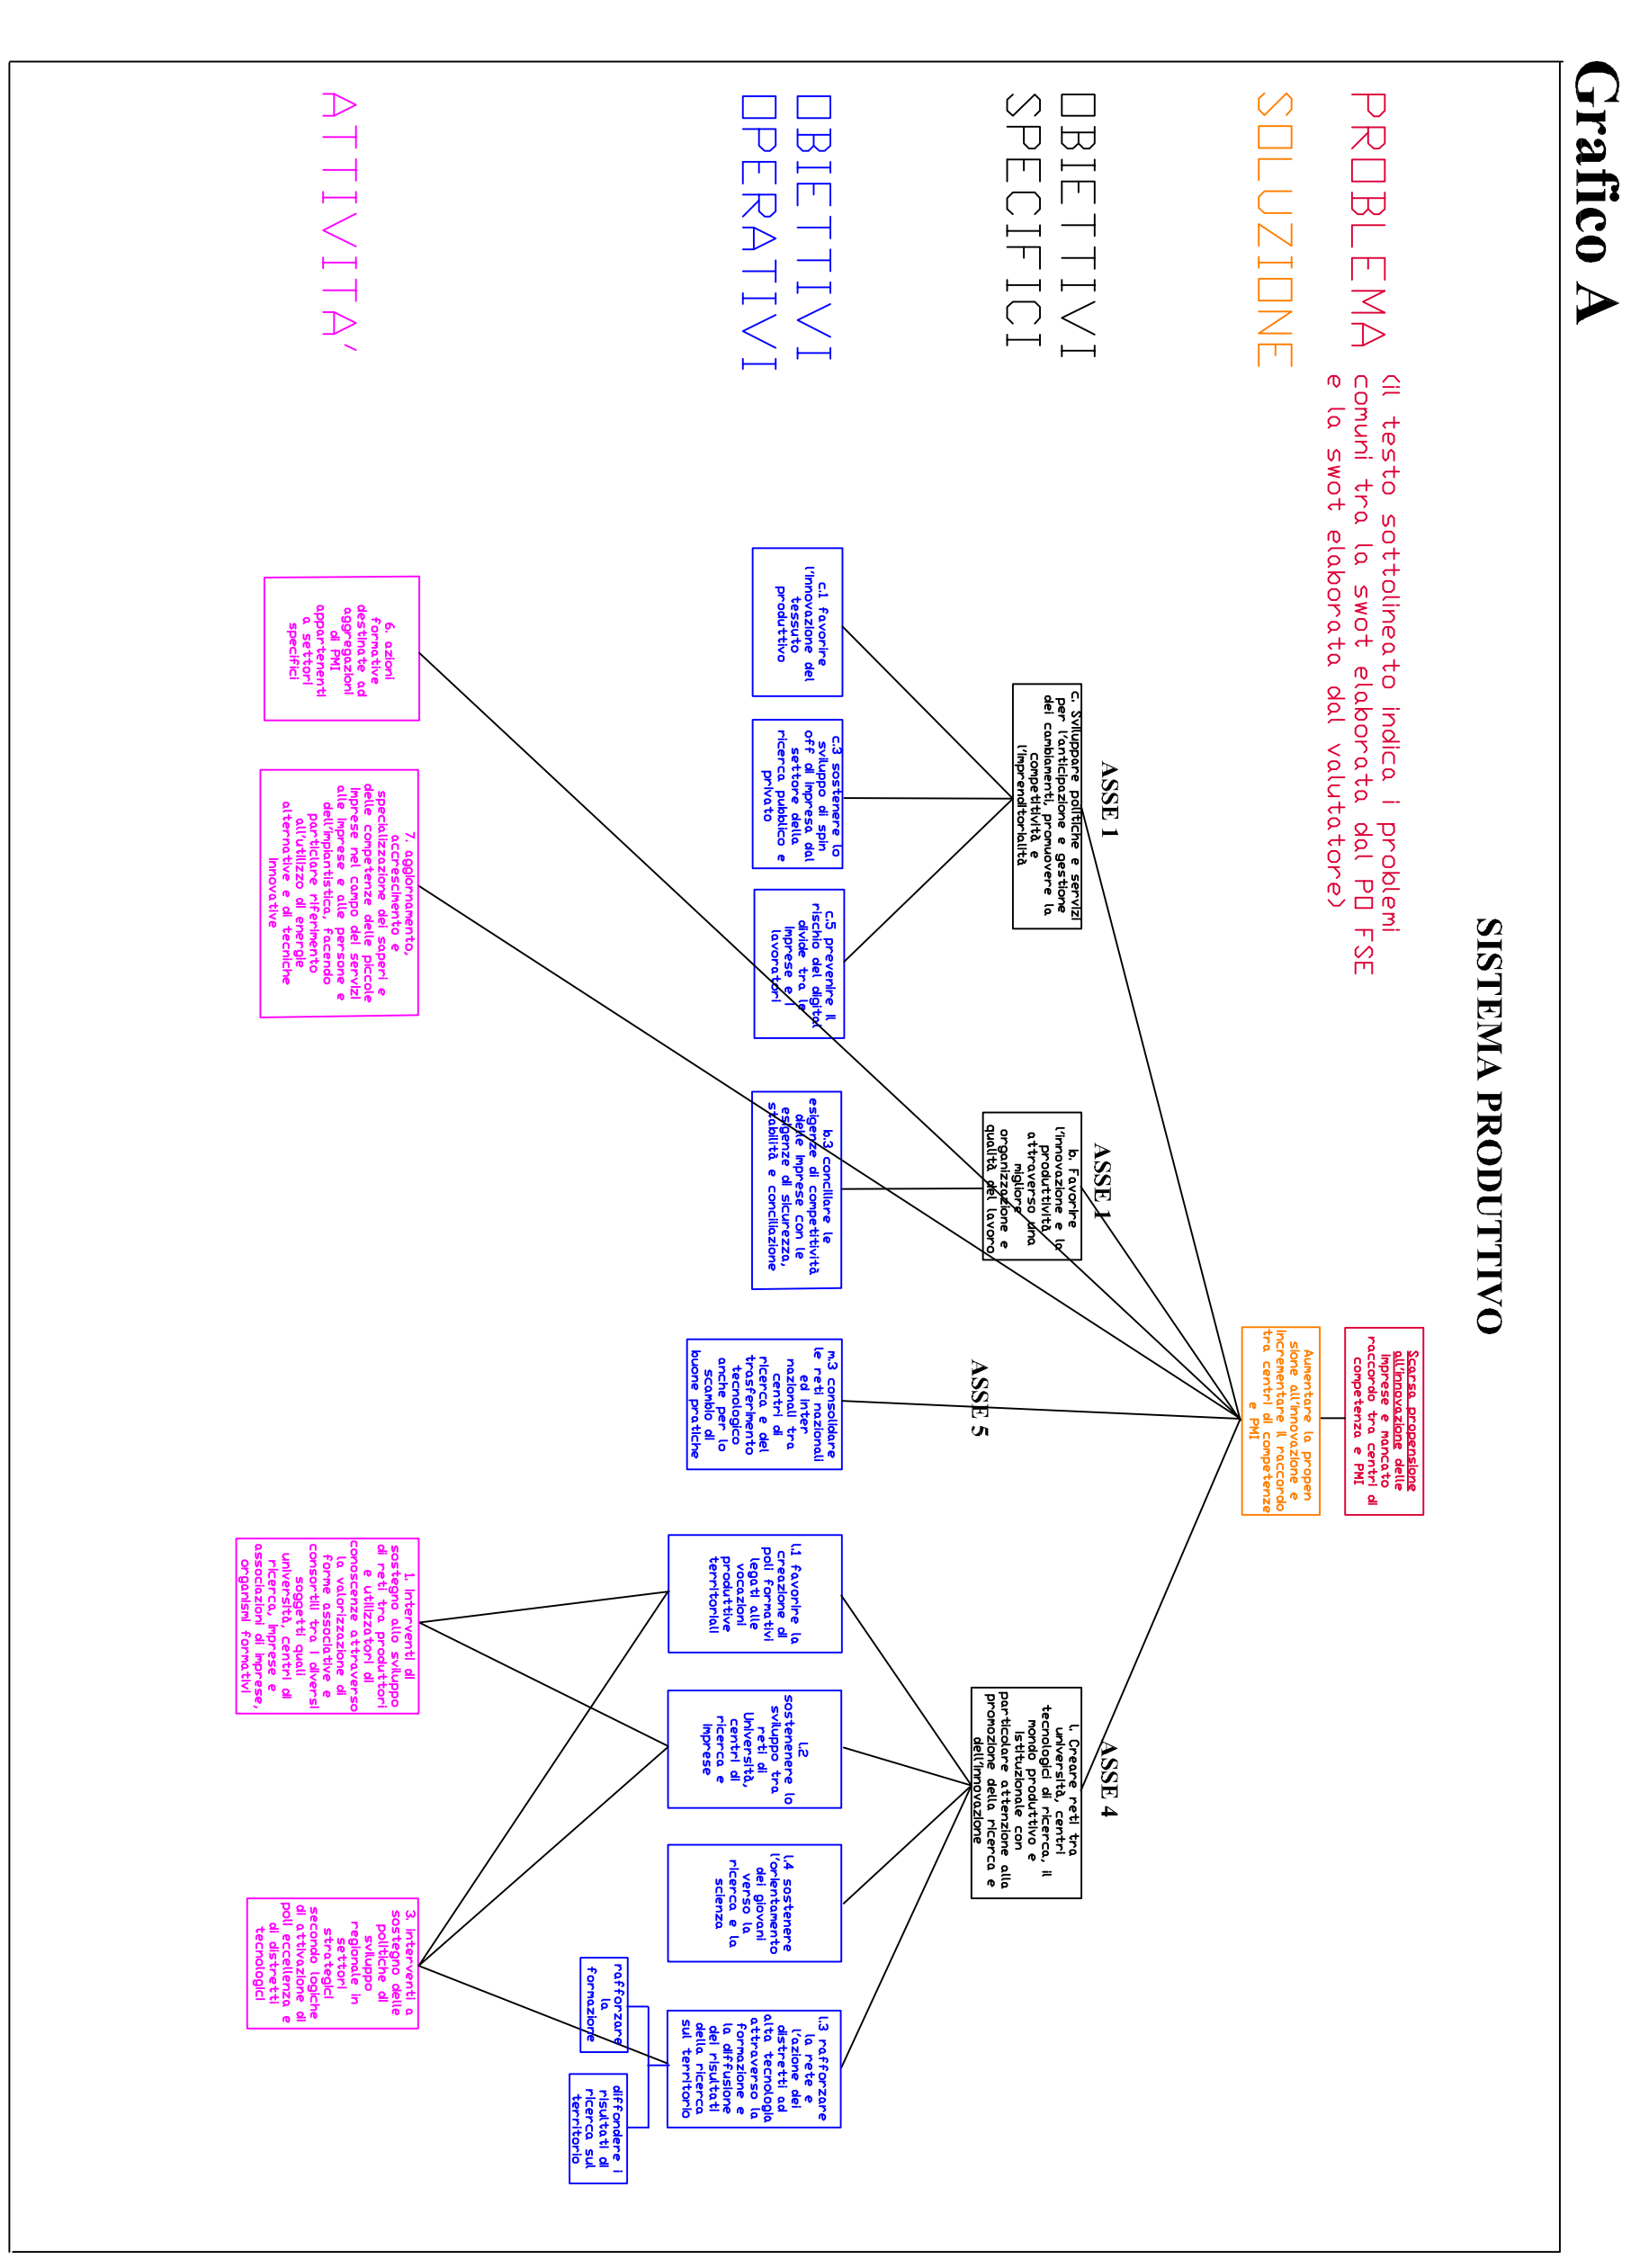 Grafico A
SISTEMA PRODUTTIVO
PROBLEMA
(il testo sottolineato indica i problemi
comuni tra la swot elaborata dal PO FSE
e la swot elaborata dal valutatore)
Scarsa propensione
all'innovazione delle
imprese e mancato
raccordo tra centri di
competenza e PMI
SOLUZIONE
Aumentare la propen
sione all'innovazione e
incrementare il raccordo
tra centri di competenze
e PMI
OBIETTIVI
SPECIFICI
ASSE 1
c. Sviluppare politiche e servizi
per l'anticipazione e gestione
dei cambiamenti, promuovere la
competitività e
l'imprenditorialità
ASSE 1
b. Favorire
l'innovazione e la
produttività
attraverso una
migliore
organizzazione e
qualità del lavoro
ASSE 5
ASSE 4
l. Creare reti tra
università, centri
tecnologici di ricerca, il
mondo produttivo e
istituzionale con
particolare attenzione alla
promozione della ricerca e
dell'innovazione
OBIETTIVI
OPERATIVI
c.1 favorire
l'innovazione del
tessuto
produttivo
c.3 sostenere lo
sviluppo di spin
off di impresa dal
settore della
ricerca pubblico e
privato
c.5 prevenire il
rischio del digital
divide tra le
imprese e i
lavoratori
b.3 conciliare le
esigenze di competitività
delle imprese con le
esigenze di sicurezza,
stabilità e conciliazione
m.3 consolidare
le reti nazionali
ed inter
nazionali tra
centri di
ricerca e del
trasferimento
tecnologico
anche per lo
scambio di
buone pratiche
l.1 favorire la
creazione di
poli formativi
legati alle
vocazioni
produttive
territoriali
l.2
sostenenere lo
sviluppo tra
reti di
Università,
centri di
ricerca e
imprese
l.4 sostenere
l'orientamento
dei giovani
verso la
ricerca e la
scienza
l.3 rafforzare
la rete e
l'azione dei
distretti ad
alta tecnologia
attraverso la
formazione e
la diffusione
dei risultati
della ricerca
sul territorio
rafforzare
la
formazione
diffondere i
risultati di
ricerca sul
territorio
ATTIVITA'
6. azioni
formative
destinate ad
aggregazioni
di PMI
appartenenti
a settori
specifici
7. aggiornamento,
accrescimento e
specializzazione dei saperi e
delle competenze delle piccole
imprese nel campo dei servizi
alle imprese e alle persone e
dell'impiantistica, facendo
particlare riferimento
all'utilizzo di energie
alternative e di tecniche
innovative
1. interventi di
sostegno allo sviluppo
di reti tra produttori
e utilizzatori di
conoscenze attraverso
la valorizzazione di
forme associative e
consortili tra i diversi
soggetti quali
università, centri di
ricerca, imprese e
associazioni di imprese,
organismi formativi
3. interventi a
sostegno delle
politiche di
sviluppo
regionale in
settori
strategici
secondo logiche
di attivazione di
poli eccellenza e
di distretti
tecnologici